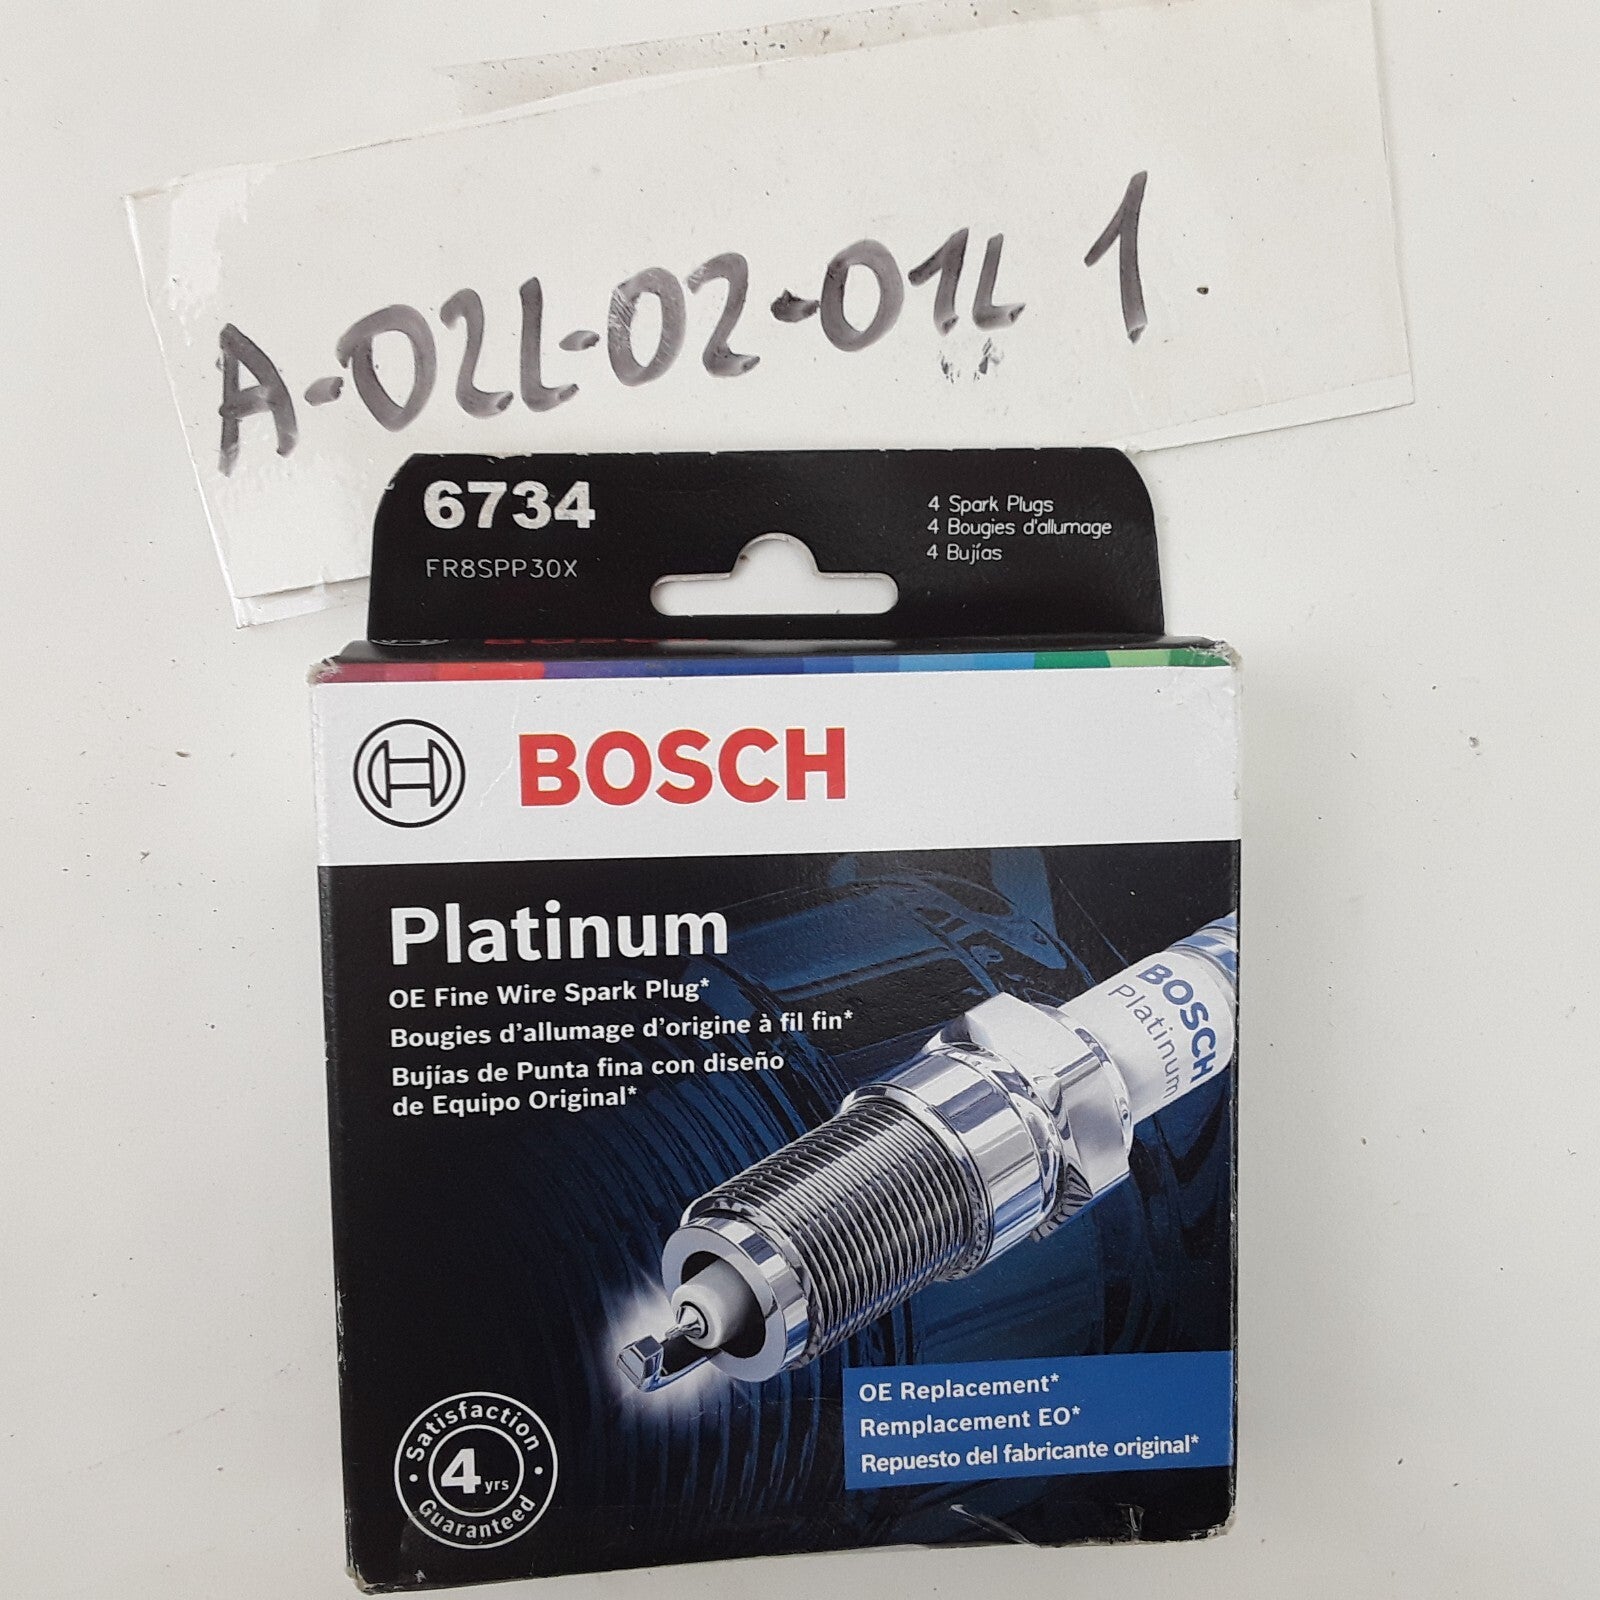 A-02L-02-01L 1.
6734
FR8SPP30X
4 Spark Plugs
4 Bougies d'allumage
4 Bujías
BOSCH
Platinum
OE Fine Wire Spark Plug*
Bougies d'allumage d'origine à fil fin*
Bujías de Punta fina con diseño
de Equipo Original*
BOSCH
Platinum
OE Replacement*
Remplacement EO*
Repuesto del fabricante original*
Satisfaction
4 yrs
Guaranteed